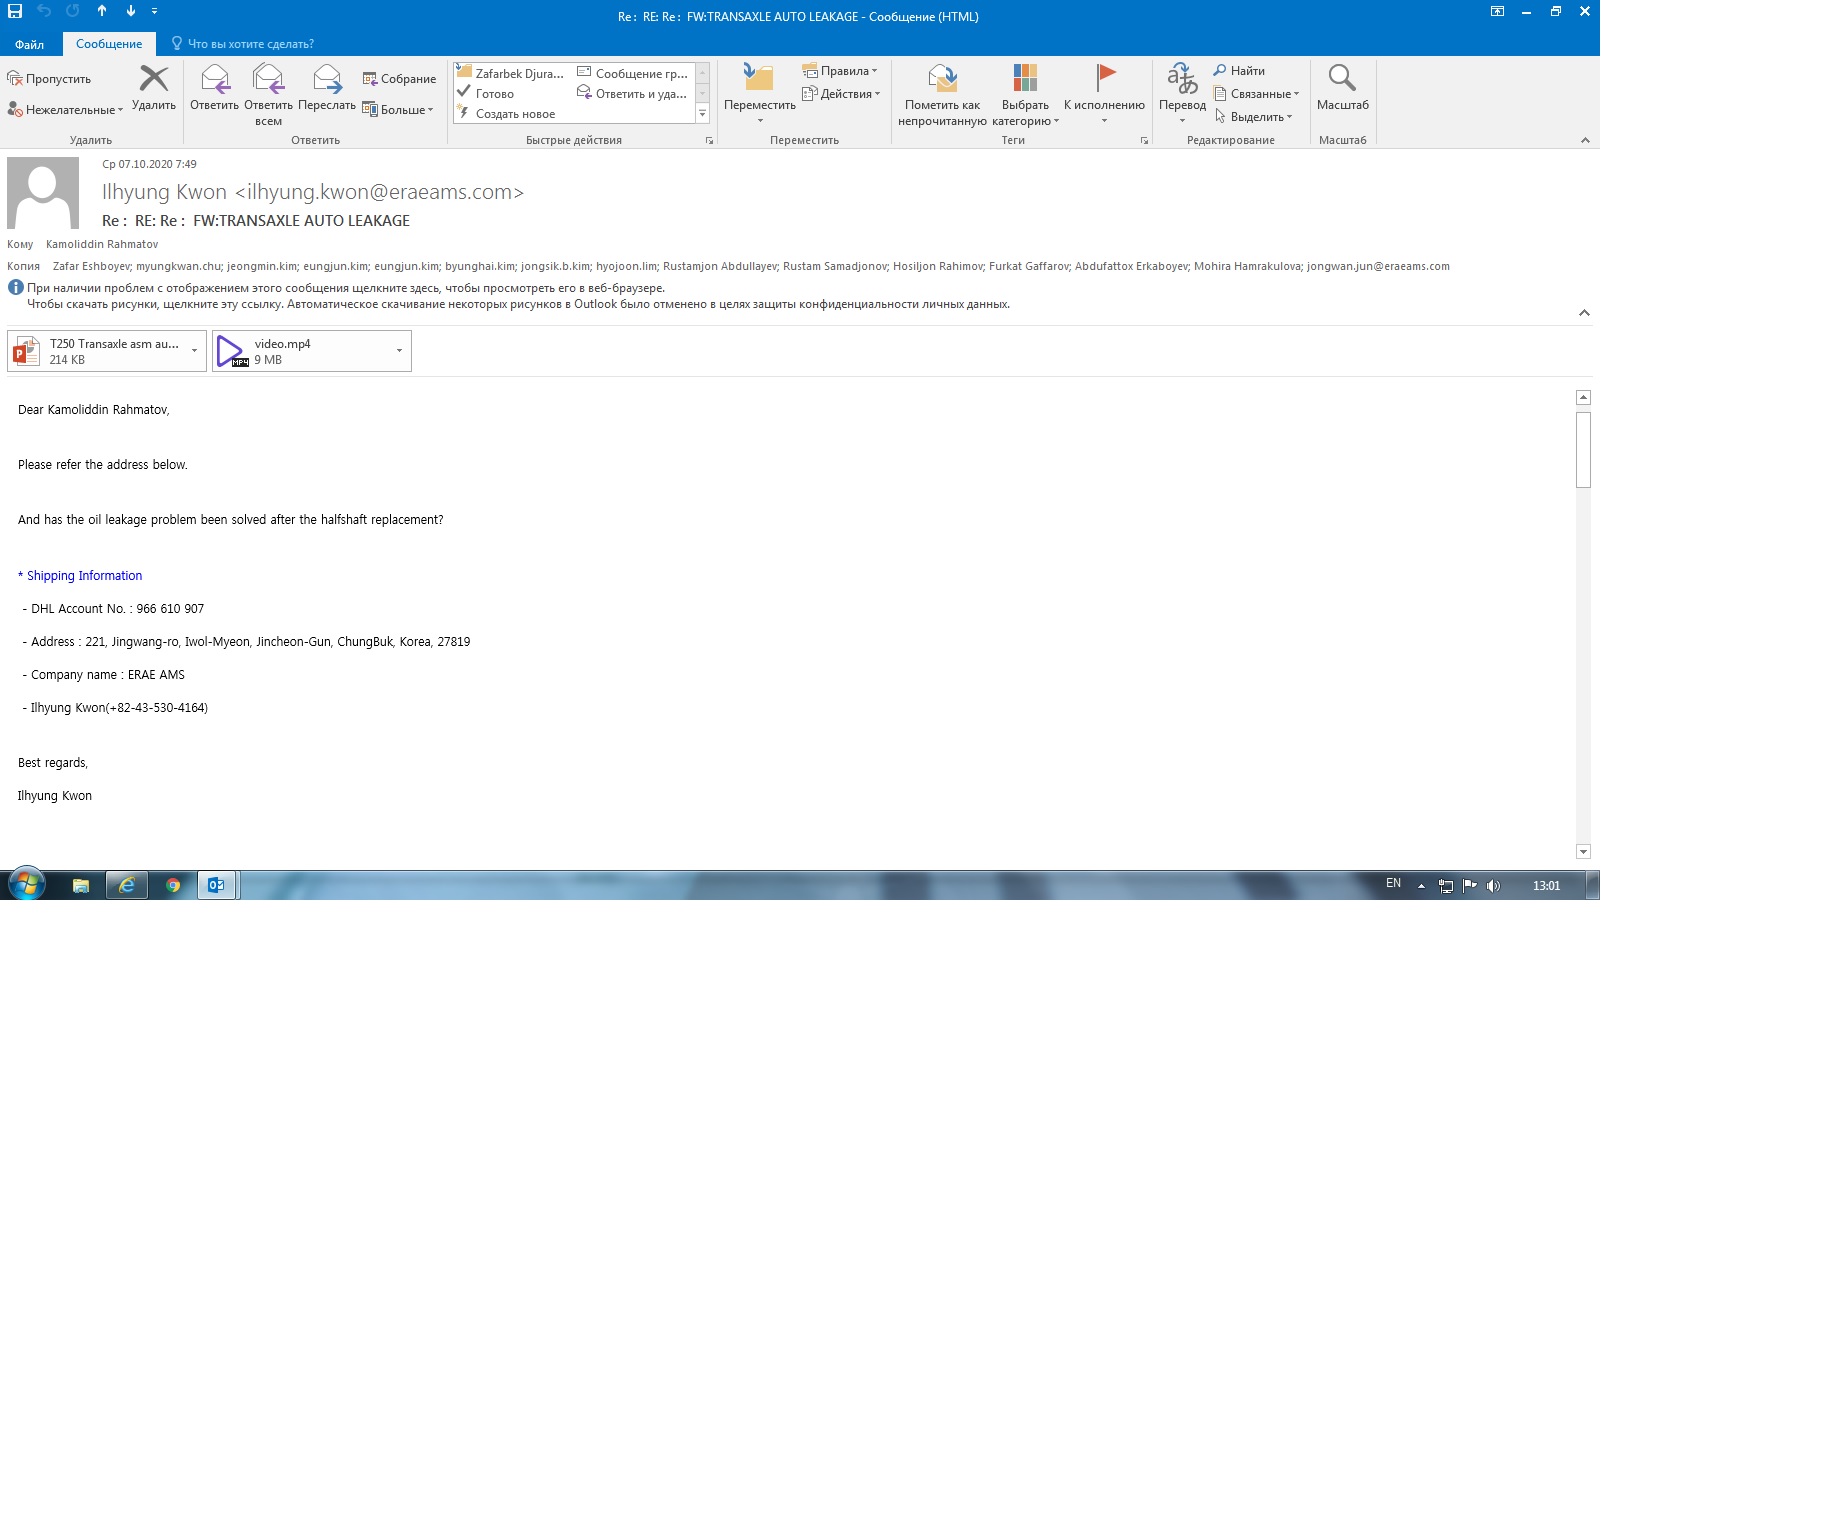 Re : RE: Re : FW:TRANSAXLE AUTO LEAKAGE - Сообщение (HTML)
Файл Сообщение Что вы хотите сделать?
Пропустить
Нежелательные
Удалить
Удалить
Ответить
Ответить всем
Переслать
Собрание
Больше
Ответить
Zafarbek Djura...
Сообщение гр...
Готово
Ответить и уда...
Создать новое
Быстрые действия
Переместить
Правила
Действия
Переместить
Пометить как непрочитанную
Выбрать категорию
К исполнению
Теги
Перевод
Найти
Связанные
Выделить
Редактирование
Масштаб
Масштаб
Ср 07.10.2020 7:49
Ilhyung Kwon <ilhyung.kwon@eraeams.com>
Re : RE: Re : FW:TRANSAXLE AUTO LEAKAGE
Кому Kamoliddin Rahmatov
Копия Zafar Eshboyev; myungkwan.chu; jeongmin.kim; eungjun.kim; eungjun.kim; byunghai.kim; jongsik.b.kim; hyojoon.lim; Rustamjon Abdullayev; Rustam Samadjonov; Hosiljon Rahimov; Furkat Gaffarov; Abdufattox Erkaboyev; Mohira Hamrakulova; jongwan.jun@eraeams.com
При наличии проблем с отображением этого сообщения щелкните здесь, чтобы просмотреть его в веб-браузере.
Чтобы скачать рисунки, щелкните эту ссылку. Автоматическое скачивание некоторых рисунков в Outlook было отменено в целях защиты конфиденциальности личных данных.
T250 Transaxle asm au...
214 KB
MP4
video.mp4
9 MB
Dear Kamoliddin Rahmatov,
Please refer the address below.
And has the oil leakage problem been solved after the halfshaft replacement?
* Shipping Information
- DHL Account No. : 966 610 907
- Address : 221, Jingwang-ro, Iwol-Myeon, Jincheon-Gun, ChungBuk, Korea, 27819
- Company name : ERAE AMS
- Ilhyung Kwon(+82-43-530-4164)
Best regards,
Ilhyung Kwon
EN
13:01